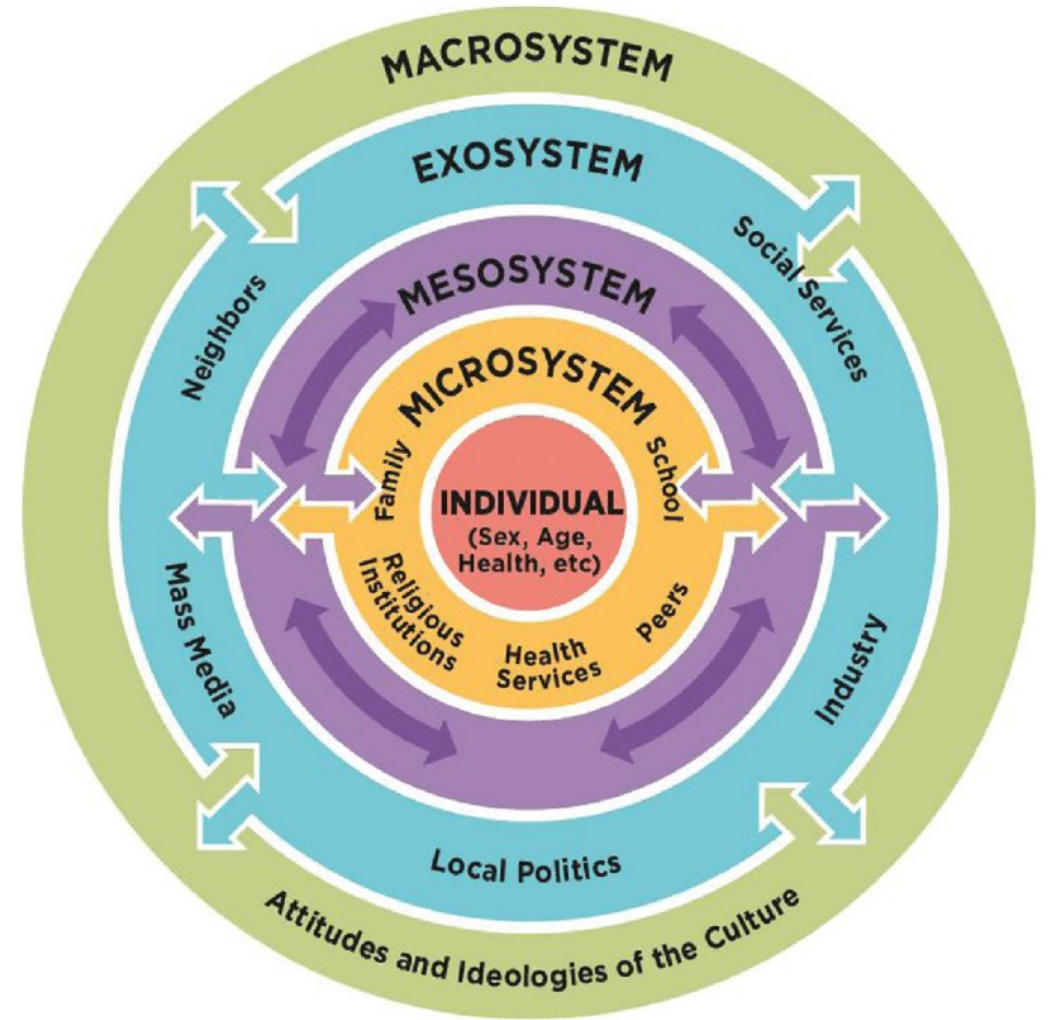 MACROSYSTEM
EXOSYSTEM
Social Services
Neighbors
MESOSYSTEM
MICROSYSTEM
Family
School
INDIVIDUAL
(Sex, Age,
Health, etc)
Religious
Institutions
Health
Services
Peers
Mass Media
Industry
Local Politics
Attitudes and Ideologies of the Culture